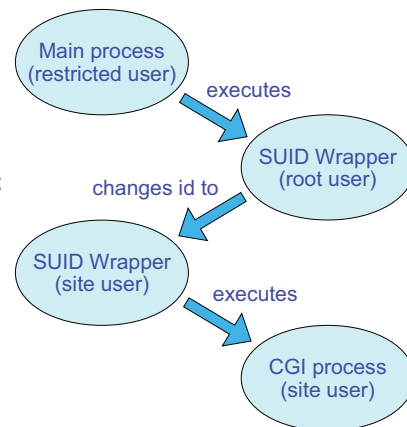 Main process
(restricted user)
executes
SUID Wrapper
(root user)
:
changes id to
SUID Wrapper
(site user)
executes
CGI process
(site user)